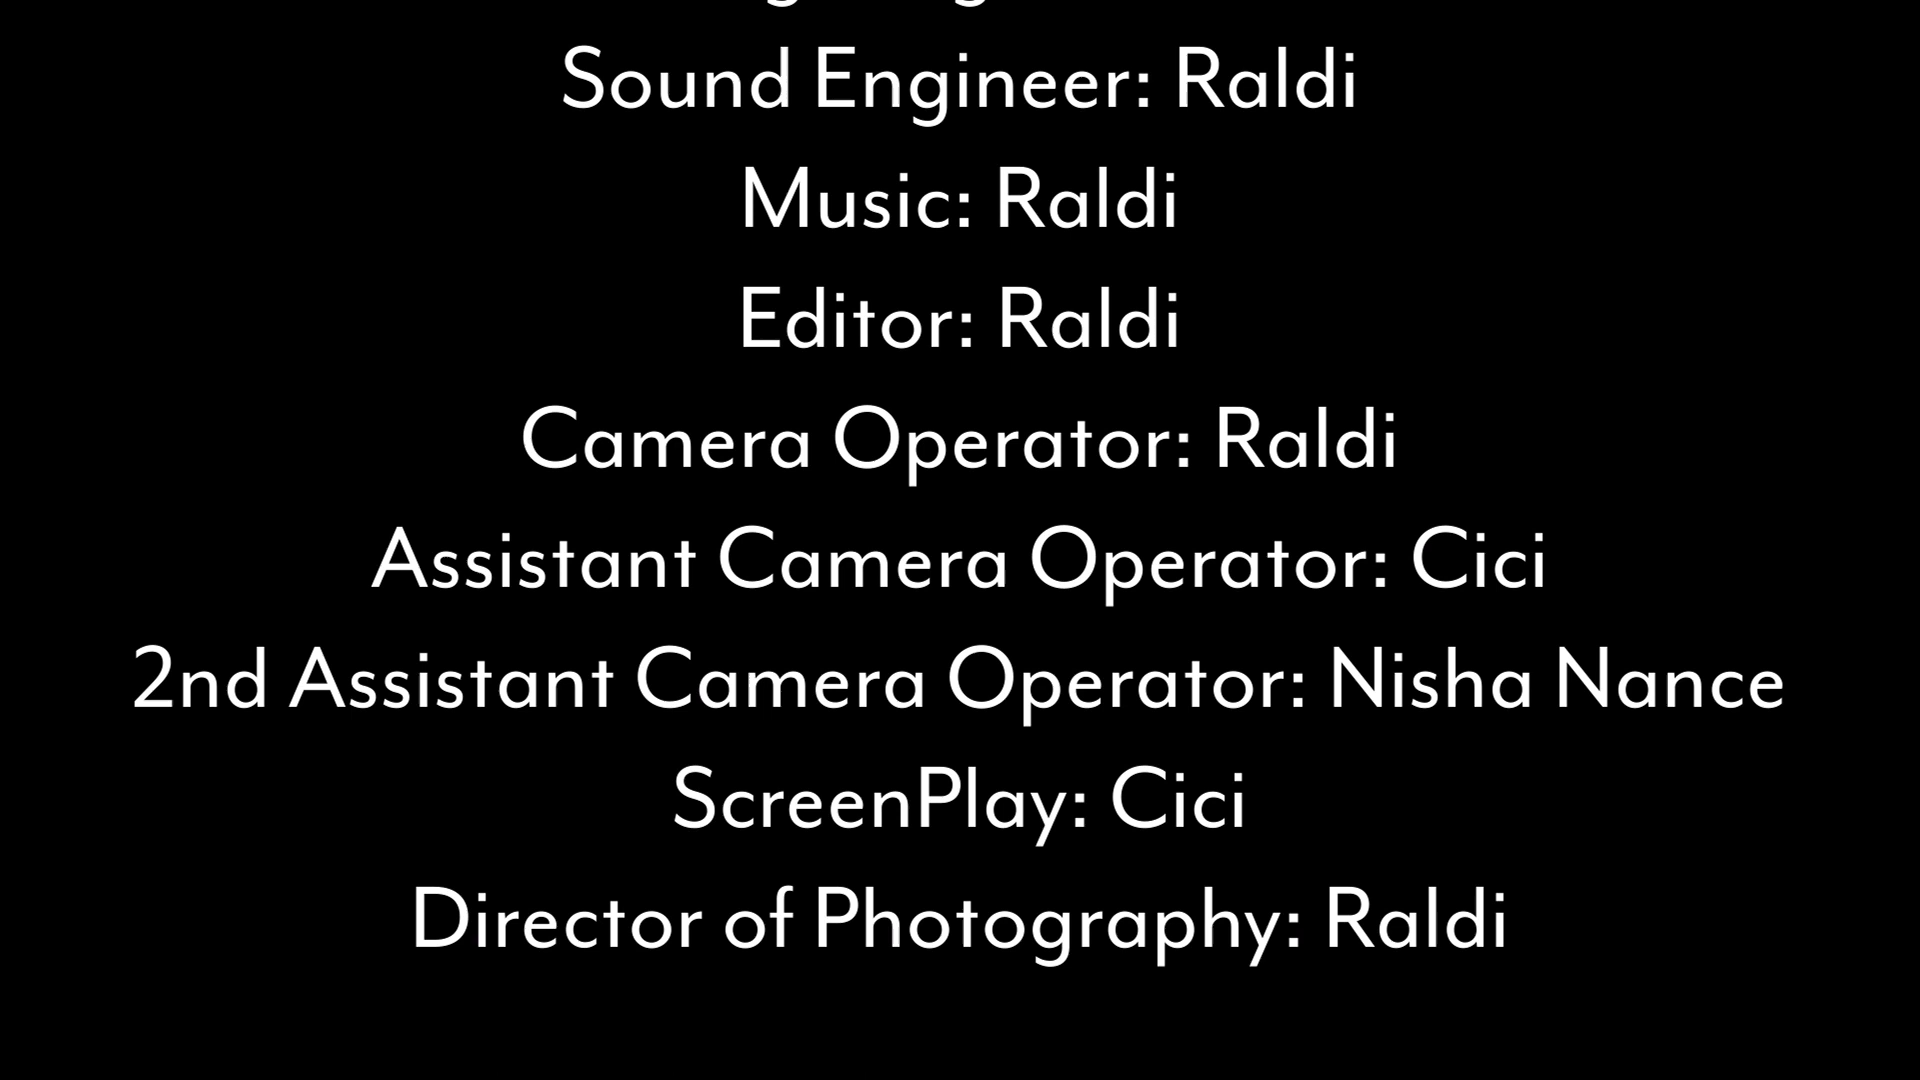 Sound Engineer: Raldi
Music: Raldi
Editor: Raldi
Camera Operator: Raldi
Assistant Camera Operator: Cici
2nd Assistant Camera Operator: Nisha Nance
ScreenPlay: Cici
Director of Photography: Raldi